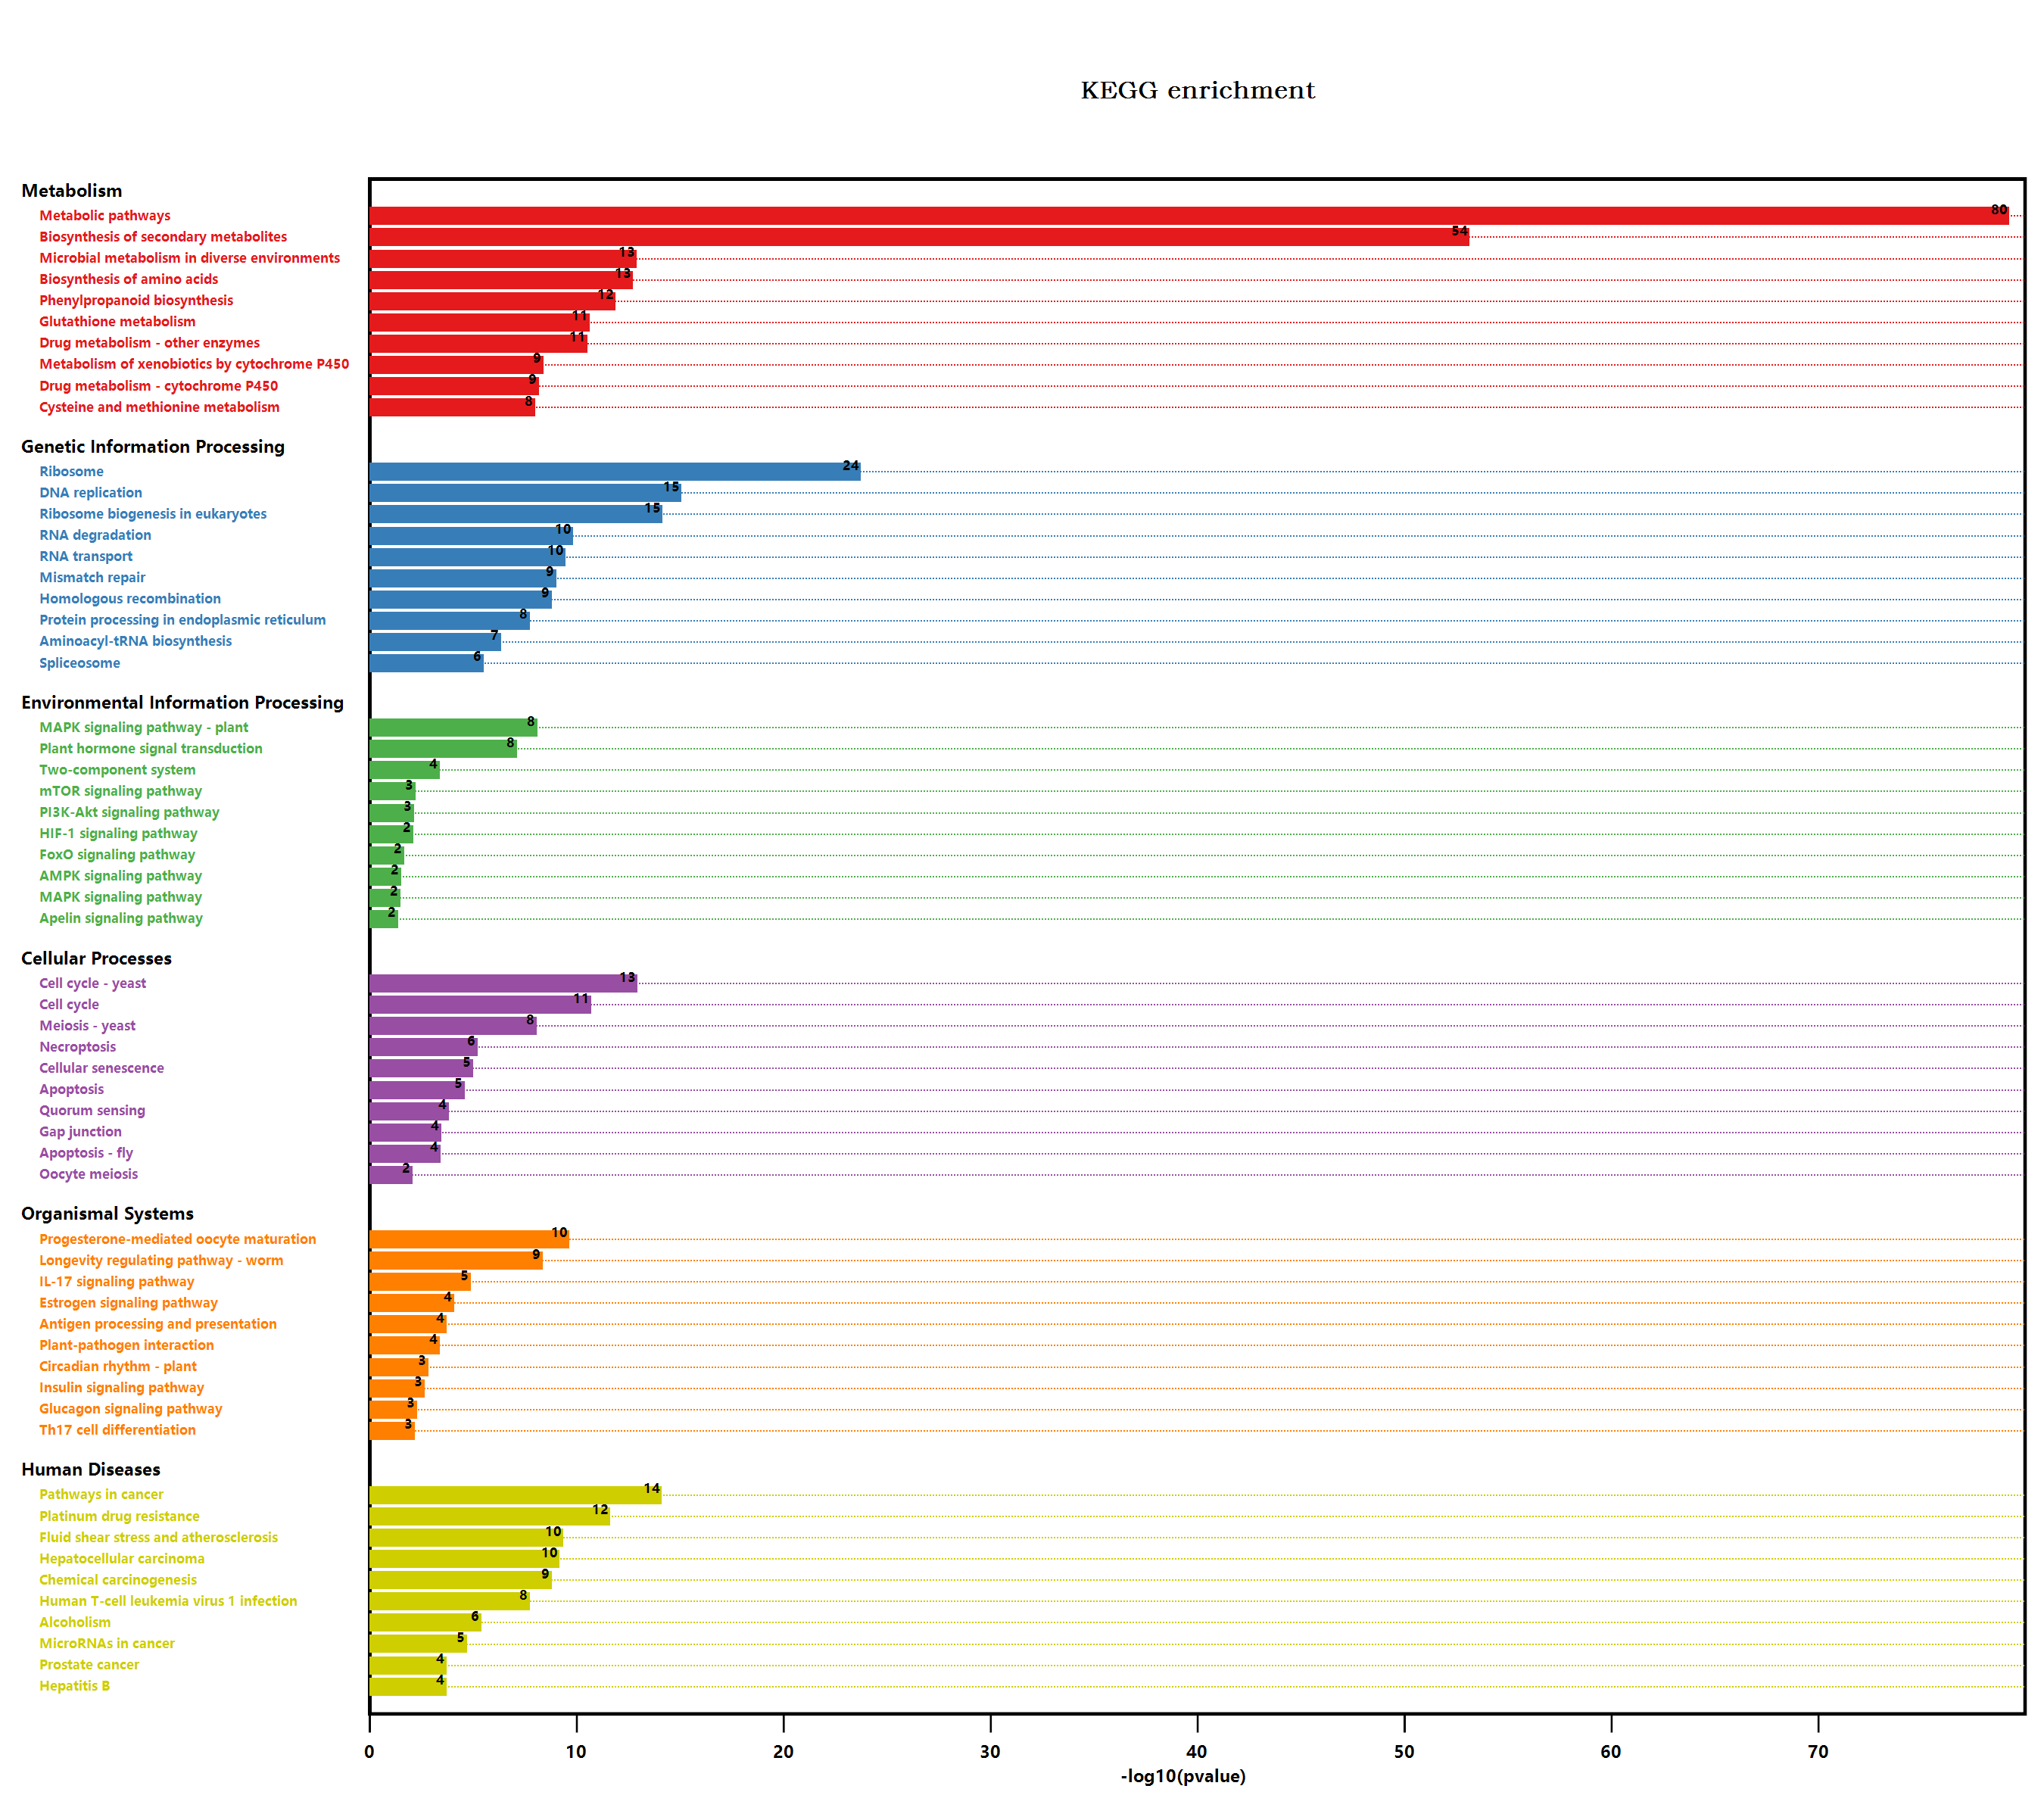 KEGG enrichment
Metabolism
Metabolic pathways 80
Biosynthesis of secondary metabolites 54
Microbial metabolism in diverse environments 13
Biosynthesis of amino acids 13
Phenylpropanoid biosynthesis 12
Glutathione metabolism 11
Drug metabolism - other enzymes 11
Metabolism of xenobiotics by cytochrome P450 9
Drug metabolism - cytochrome P450 9
Cysteine and methionine metabolism 8
Genetic Information Processing
Ribosome 24
DNA replication 15
Ribosome biogenesis in eukaryotes 15
RNA degradation 10
RNA transport 10
Mismatch repair 9
Homologous recombination 9
Protein processing in endoplasmic reticulum 8
Aminoacyl-tRNA biosynthesis 7
Spliceosome 6
Environmental Information Processing
MAPK signaling pathway - plant 8
Plant hormone signal transduction 8
Two-component system 4
mTOR signaling pathway 3
PI3K-Akt signaling pathway 3
HIF-1 signaling pathway 2
FoxO signaling pathway 2
AMPK signaling pathway 2
MAPK signaling pathway 2
Apelin signaling pathway 2
Cellular Processes
Cell cycle - yeast 13
Cell cycle 11
Meiosis - yeast 8
Necroptosis 6
Cellular senescence 5
Apoptosis 5
Quorum sensing 4
Gap junction 4
Apoptosis - fly 4
Oocyte meiosis 2
Organismal Systems
Progesterone-mediated oocyte maturation 10
Longevity regulating pathway - worm 9
IL-17 signaling pathway 5
Estrogen signaling pathway 4
Antigen processing and presentation 4
Plant-pathogen interaction 4
Circadian rhythm - plant 3
Insulin signaling pathway 3
Glucagon signaling pathway 3
Th17 cell differentiation 3
Human Diseases
Pathways in cancer 14
Platinum drug resistance 12
Fluid shear stress and atherosclerosis 10
Hepatocellular carcinoma 10
Chemical carcinogenesis 9
Human T-cell leukemia virus 1 infection 8
Alcoholism 6
MicroRNAs in cancer 5
Prostate cancer 4
Hepatitis B 4
0 10 20 30 40 50 60 70
-log10(pvalue)